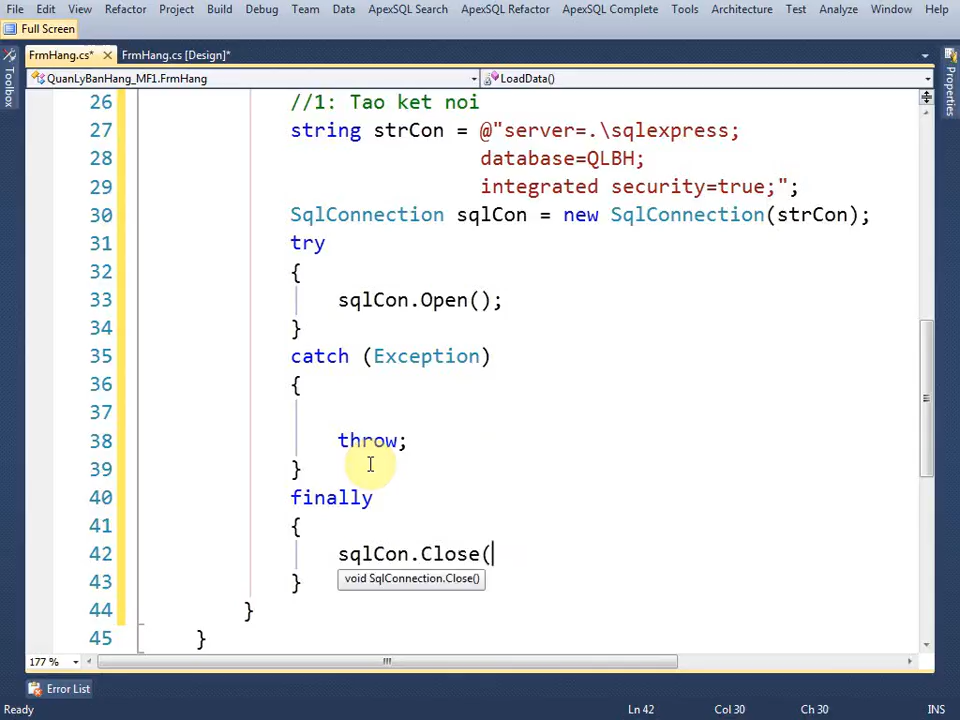 File Edit View Refactor Project Build Debug Team Data ApexSQL Search ApexSQL Refactor ApexSQL Complete Tools Architecture Test Analyze Window Help
Full Screen
FrmHang.cs* FrmHang.cs [Design]*
Toolbox
Properties
QuanLyBanHang_MF1.FrmHang LoadData()
26 //1: Tao ket noi
27 string strCon = @"server=.\sqlexpress;
28 database=QLBH;
29 integrated security=true;";
30 SqlConnection sqlCon = new SqlConnection(strCon);
31 try
32 {
33 sqlCon.Open();
34 }
35 catch (Exception)
36 {
37
38 throw;
39 }
40 finally
41 {
42 sqlCon.Close(
43 }
void SqlConnection.Close()
44 }
45 }
177 %
Error List
Ready Ln 42 Col 30 Ch 30 INS